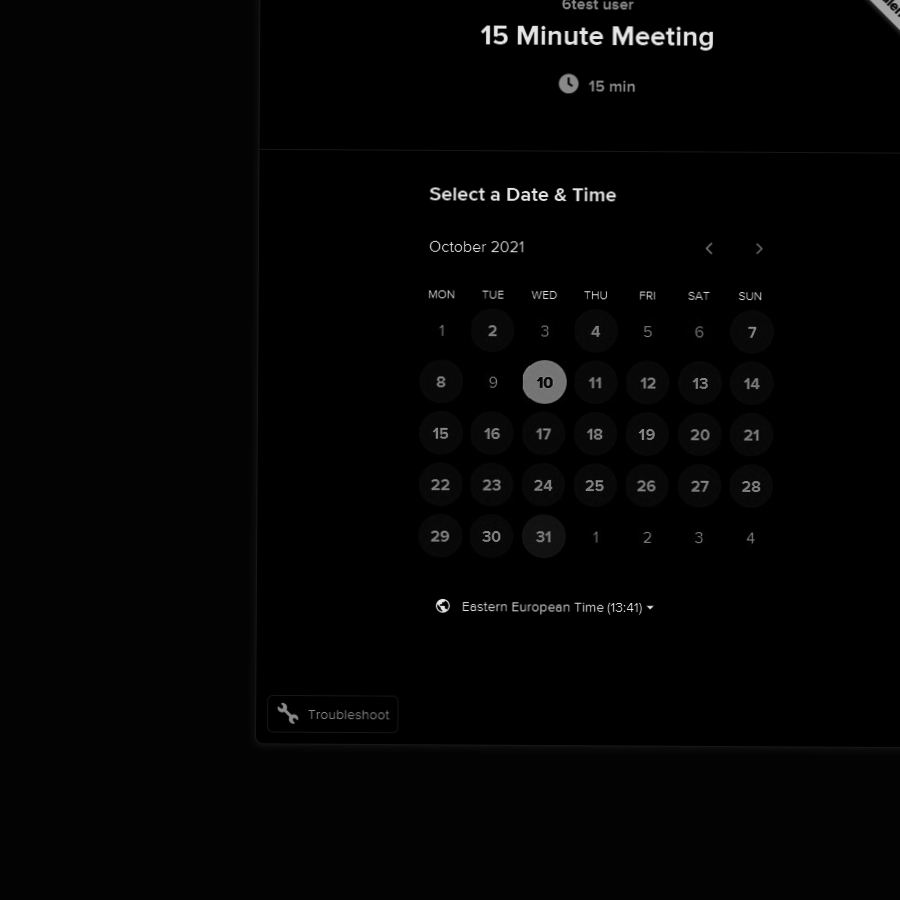 6test user
15 Minute Meeting
15 min
Select a Date & Time
October 2021
MON TUE WED THU FRI SAT SUN
1 2 3 4 5 6 7
8 9 10 11 12 13 14
15 16 17 18 19 20 21
22 23 24 25 26 27 28
29 30 31 1 2 3 4
Eastern European Time (13:41)
Troubleshoot